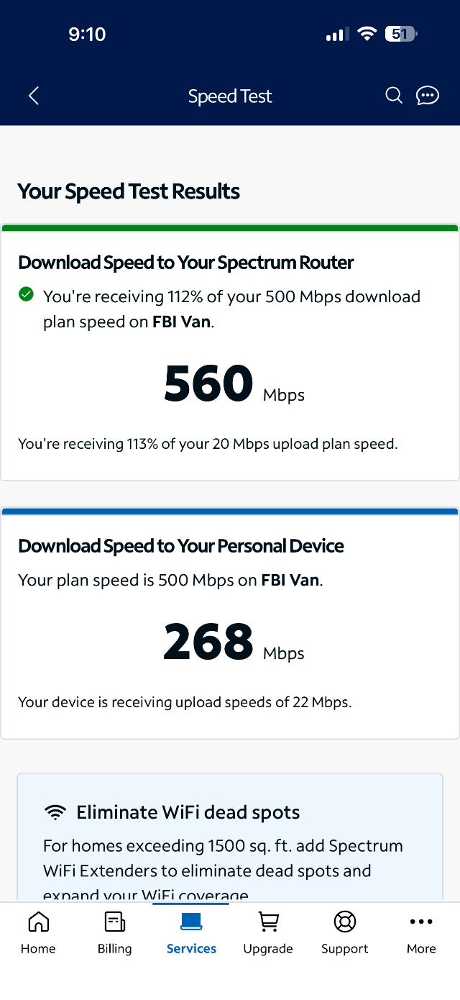 9:10
51
Speed Test
Your Speed Test Results
Download Speed to Your Spectrum Router
You're receiving 112% of your 500 Mbps download
plan speed on FBI Van.
560 Mbps
You're receiving 113% of your 20 Mbps upload plan speed.
Download Speed to Your Personal Device
Your plan speed is 500 Mbps on FBI Van.
268 Mbps
Your device is receiving upload speeds of 22 Mbps.
Eliminate WiFi dead spots
For homes exceeding 1500 sq. ft. add Spectrum
WiFi Extenders to eliminate dead spots and
expand your WiFi coverage
Home
Billing
Services
Upgrade
Support
More